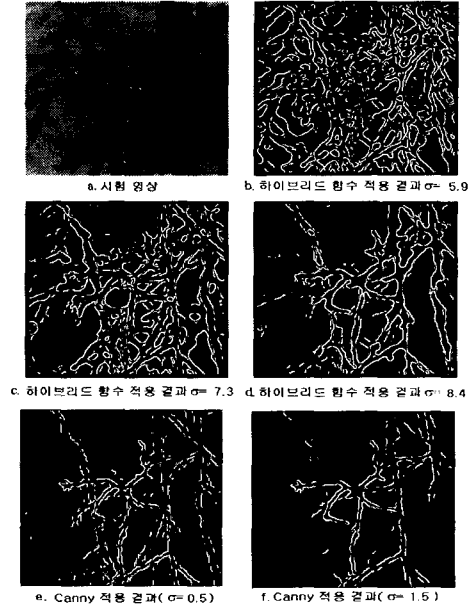 a. 시험 영상
b. 하이브리드 함수 적용 결과 σ= 5.9
c. 하이브리드 함수 적용 결과 σ= 7.3
d. 하이브리드 함수 적용 결과 σ= 8.4
e. Canny 적용 결과( σ= 0.5)
f. Canny 적용 결과( σ= 1.5 )